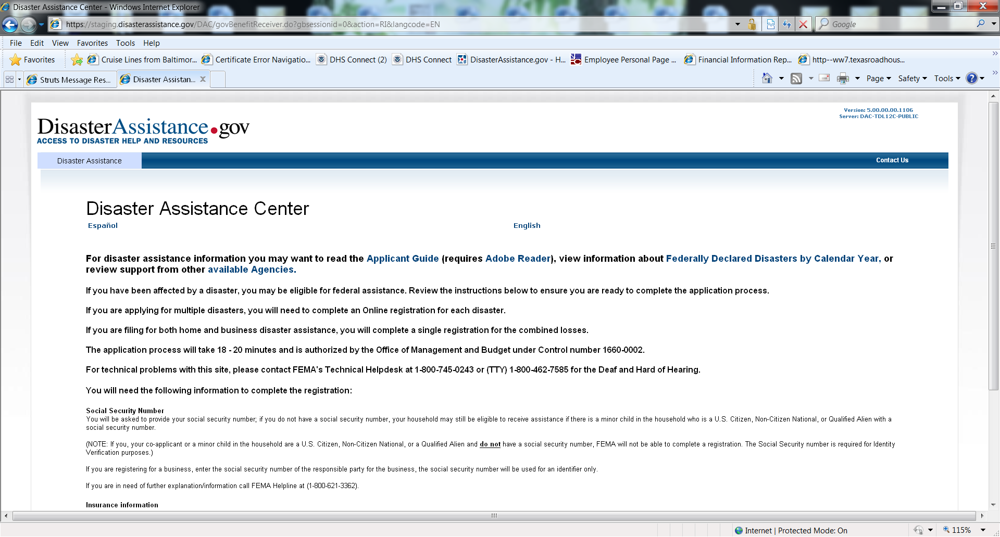 Disaster Assistance Center - Windows Internet Explorer
https://staging.disasterassistance.gov/DAC/govBenefitReceiver.do?gbsessionid=0&action=RI&langcode=EN
Google
File Edit View Favorites Tools Help
Favorites Cruise Lines from Baltimor... Certificate Error Navigatio... DHS Connect (2) DHS Connect DisasterAssistance.gov - H... Employee Personal Page ... Financial Information Rep... http--ww7.texasroadhous...
Struts Message Res... Disaster Assistan... Page Safety Tools
Version: 5.00.00.00.1106
Server: DAC-TDL12C-PUBLIC
DisasterAssistance.gov
ACCESS TO DISASTER HELP AND RESOURCES
Disaster Assistance Contact Us
Disaster Assistance Center
Español English
For disaster assistance information you may want to read the Applicant Guide (requires Adobe Reader), view information about Federally Declared Disasters by Calendar Year, or
review support from other available Agencies.
If you have been affected by a disaster, you may be eligible for federal assistance. Review the instructions below to ensure you are ready to complete the application process.
If you are applying for multiple disasters, you will need to complete an Online registration for each disaster.
If you are filing for both home and business disaster assistance, you will complete a single registration for the combined losses.
The application process will take 18 - 20 minutes and is authorized by the Office of Management and Budget under Control number 1660-0002.
For technical problems with this site, please contact FEMA's Technical Helpdesk at 1-800-745-0243 or (TTY) 1-800-462-7585 for the Deaf and Hard of Hearing.
You will need the following information to complete the registration:
Social Security Number
You will be asked to provide your social security number; if you do not have a social security number, your household may still be eligible to receive assistance if there is a minor child in the household who is a U.S. Citizen, Non-Citizen National, or Qualified Alien with a
social security number.
(NOTE: If you, your co-applicant or a minor child in the household are a U.S. Citizen, Non-Citizen National, or a Qualified Alien and do not have a social security number, FEMA will not be able to complete a registration. The Social Security number is required for Identity
Verification purposes.)
If you are registering for a business, enter the social security number of the responsible party for the business, the social security number will be used for an identifier only.
If you are in need of further explanation/information call FEMA Helpline at (1-800-621-3362).
Insurance information
Internet | Protected Mode: On 115%